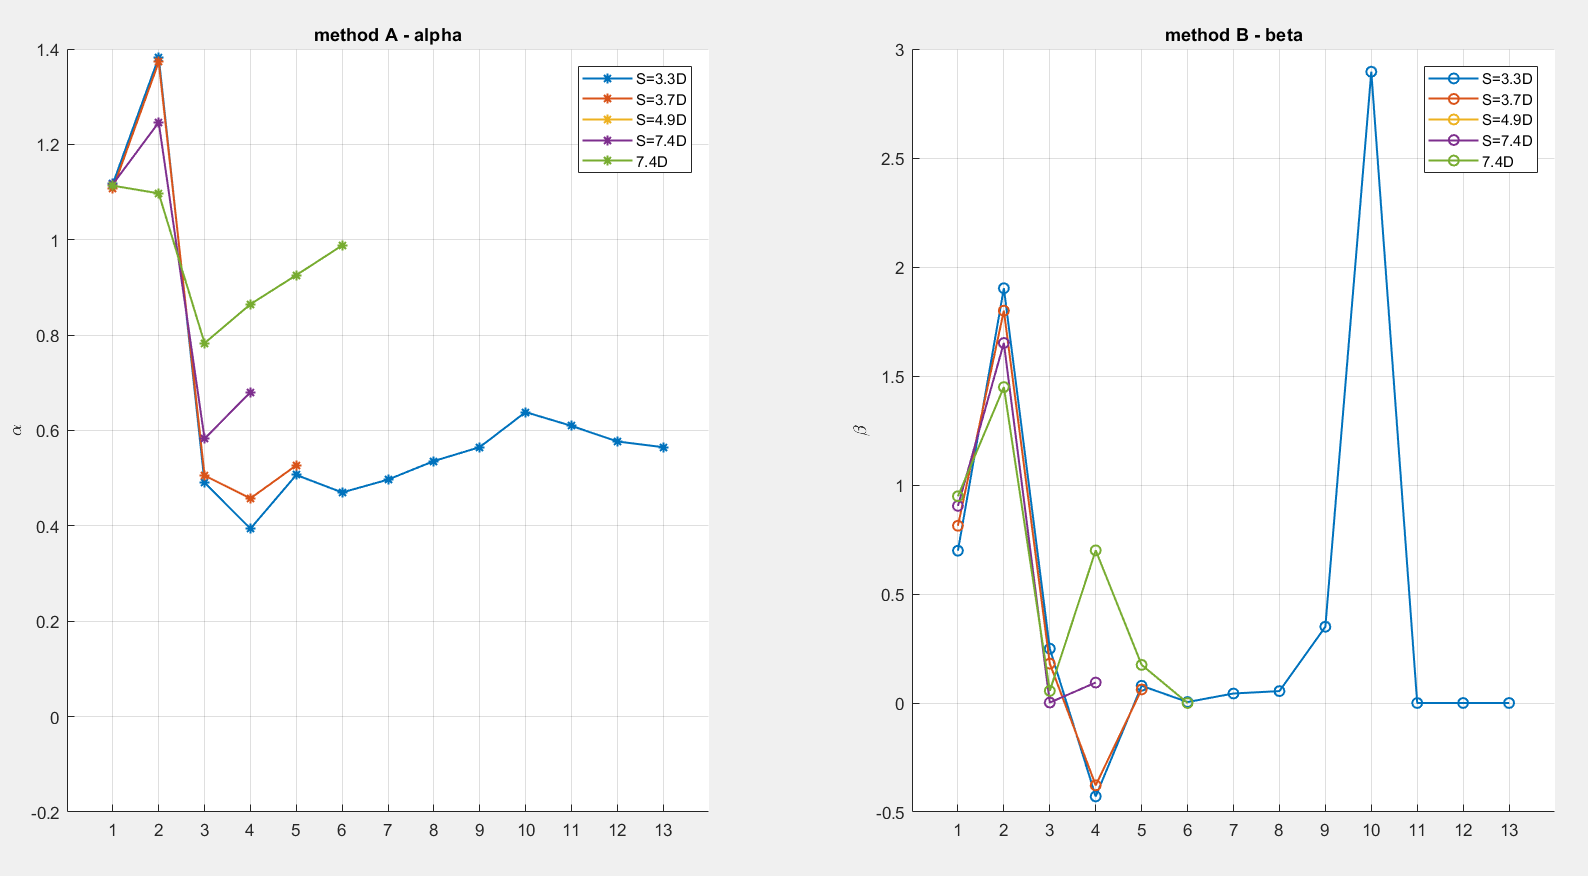 method A - alpha
1.4
1.2
1
0.8
0.6
0.4
0.2
0
-0.2
α
1 2 3 4 5 6 7 8 9 10 11 12 13
S=3.3D
S=3.7D
S=4.9D
S=7.4D
7.4D
method B - beta
3
2.5
2
1.5
1
0.5
0
-0.5
β
1 2 3 4 5 6 7 8 9 10 11 12 13
S=3.3D
S=3.7D
S=4.9D
S=7.4D
7.4D